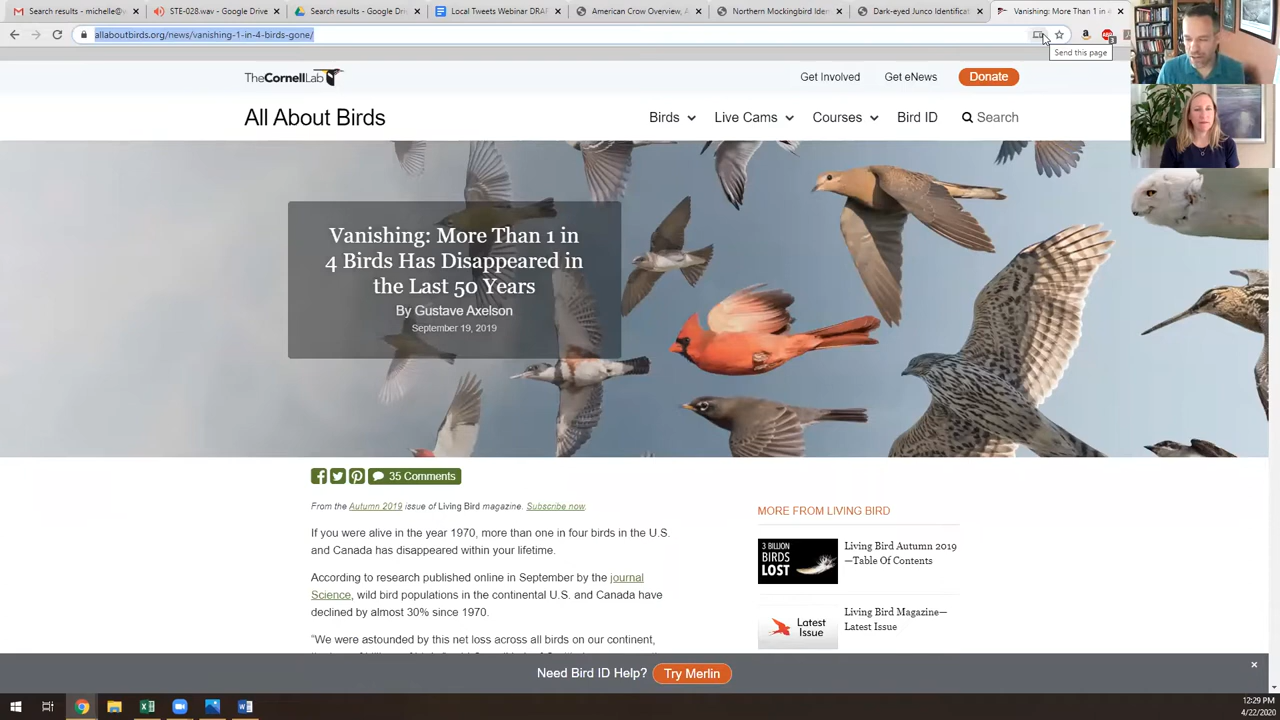 Search results - michelle@
STE-028.wav - Google Drive
Search results - Google Drive
Local Tweets Webinar DRA
American Crow Overview, A
Northern Mockingbird Ident
Dark-eyed Junco Identificat
Vanishing: More Than 1 in 4
allaboutbirds.org/news/vanishing-1-in-4-birds-gone/
Send this page
TheCornellLab
Get Involved
Get eNews
Donate
All About Birds
Birds
Live Cams
Courses
Bird ID
Search
Vanishing: More Than 1 in
4 Birds Has Disappeared in
the Last 50 Years
By Gustave Axelson
September 19, 2019
35 Comments
From the Autumn 2019 issue of Living Bird magazine. Subscribe now.
If you were alive in the year 1970, more than one in four birds in the U.S.
and Canada has disappeared within your lifetime.
According to research published online in September by the journal
Science, wild bird populations in the continental U.S. and Canada have
declined by almost 30% since 1970.
“We were astounded by this net loss across all birds on our continent,
MORE FROM LIVING BIRD
3 BILLION
BIRDS
LOST
Living Bird Autumn 2019
—Table Of Contents
Latest
Issue
Living Bird Magazine—
Latest Issue
Need Bird ID Help?
Try Merlin
12:29 PM
4/22/2020